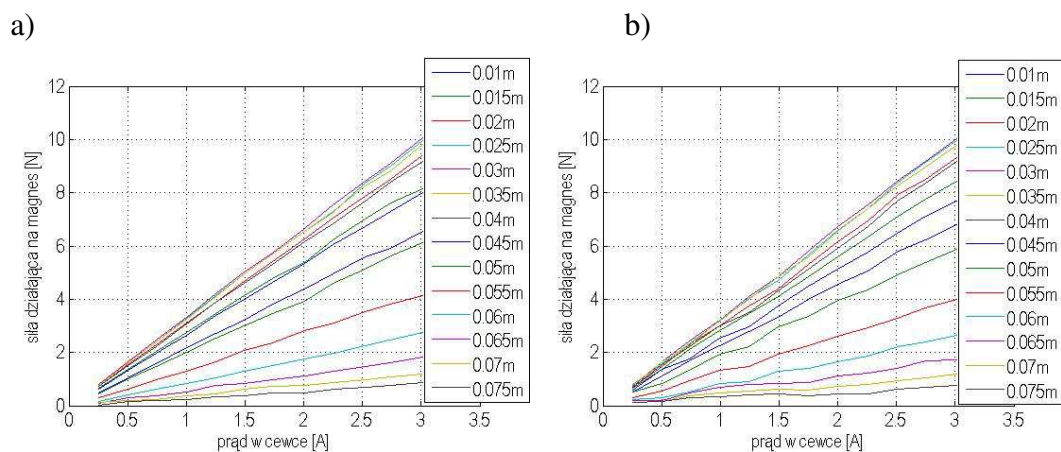 a)
siła działająca na magnes [N]
12
10
8
6
4
2
0
0
0.5
1
1.5
2
2.5
3
3.5
prąd w cewce [A]
0.01m
0.015m
0.02m
0.025m
0.03m
0.035m
0.04m
0.045m
0.05m
0.055m
0.06m
0.065m
0.07m
0.075m
b)
siła działająca na magnes [N]
12
10
8
6
4
2
0
0
0.5
1
1.5
2
2.5
3
3.5
prąd w cewce [A]
0.01m
0.015m
0.02m
0.025m
0.03m
0.035m
0.04m
0.045m
0.05m
0.055m
0.06m
0.065m
0.07m
0.075m